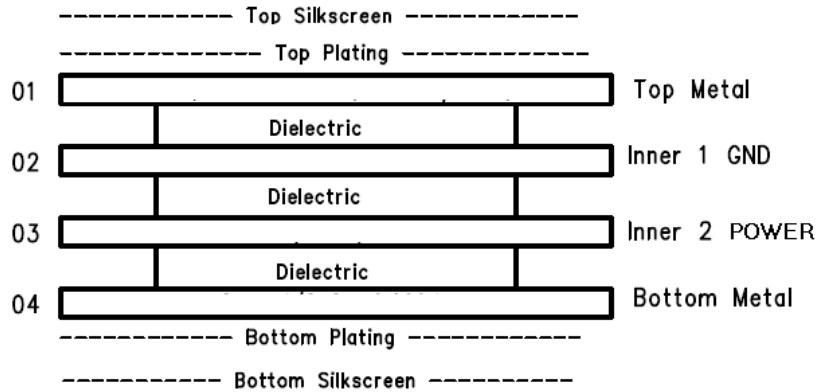 Top Silkscreen
Top Plating
01 Top Metal
Dielectric
02 Inner 1 GND
Dielectric
03 Inner 2 POWER
Dielectric
04 Bottom Metal
Bottom Plating
Bottom Silkscreen